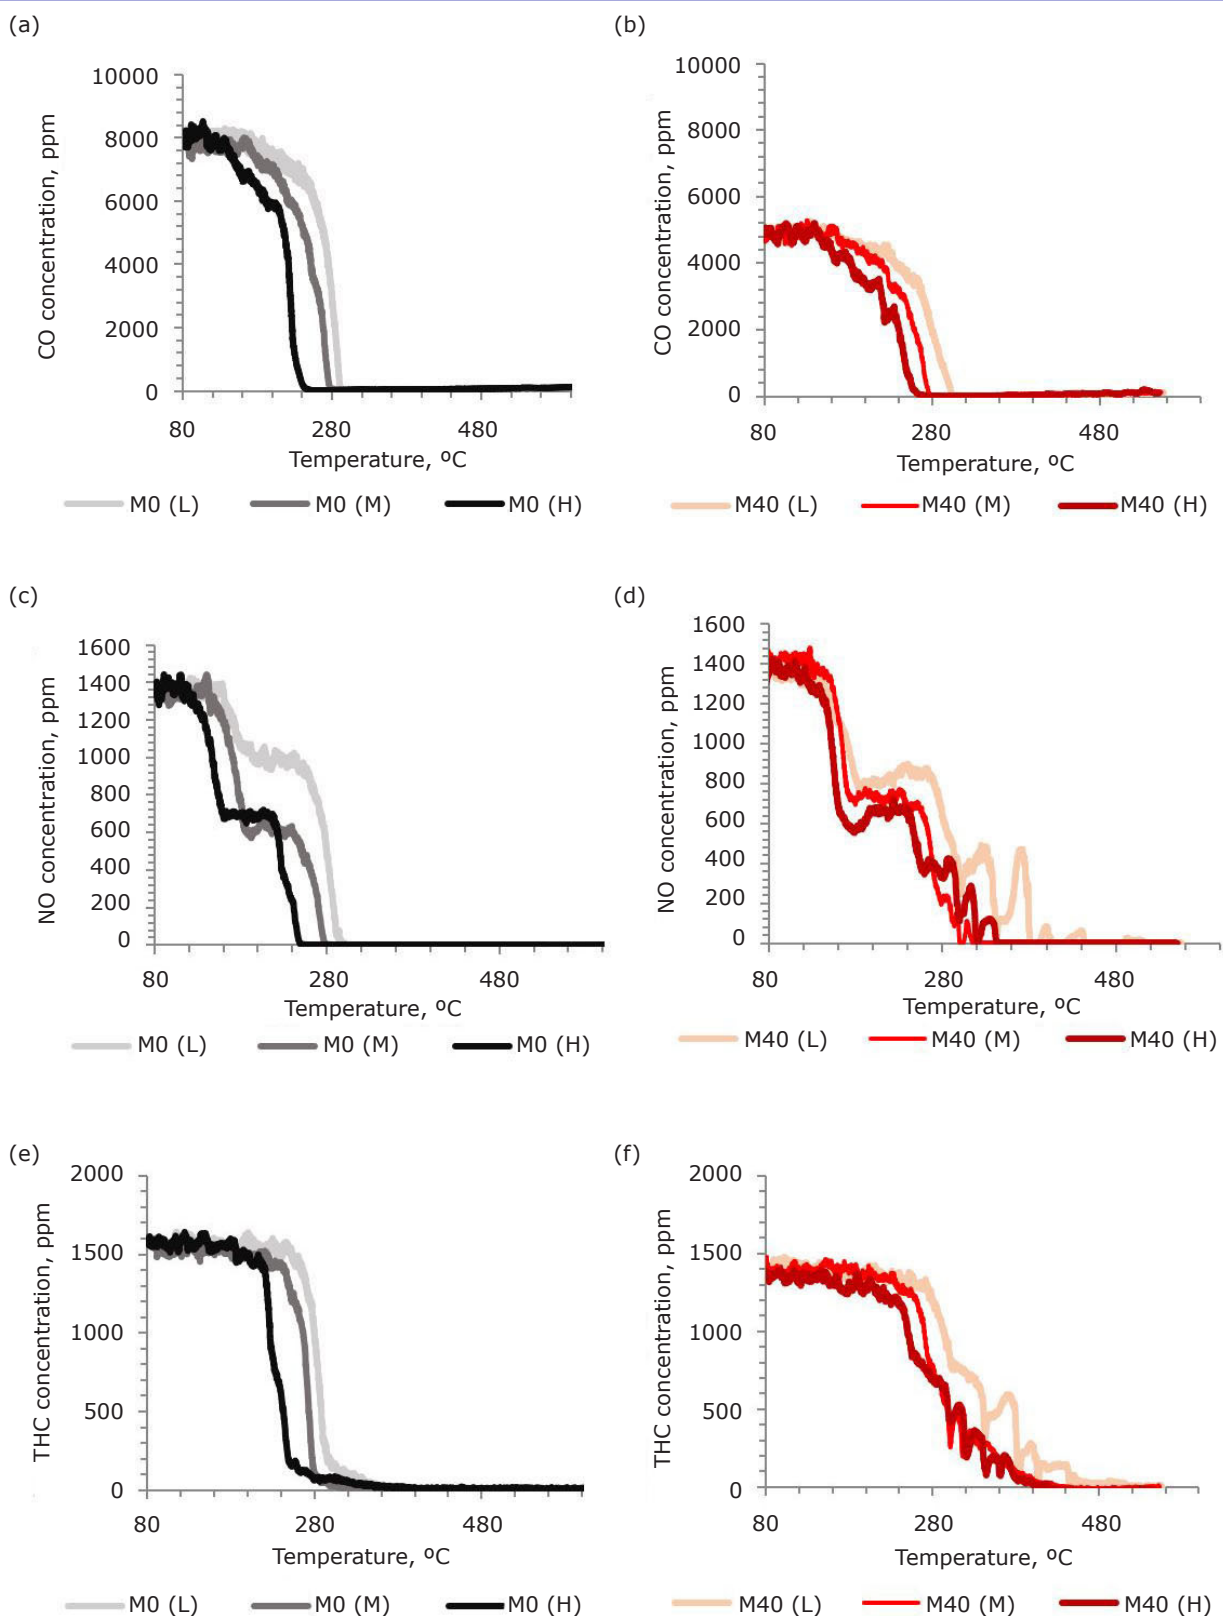 (a)
(b)
CO concentration, ppm
10000
8000
6000
4000
2000
0
80
280
480
Temperature, ºC
M0 (L) M0 (M) M0 (H)
CO concentration, ppm
10000
8000
6000
4000
2000
0
80
280
480
Temperature, ºC
M40 (L) M40 (M) M40 (H)
(c)
(d)
NO concentration, ppm
1600
1400
1200
1000
800
600
400
200
0
80
280
480
Temperature, ºC
M0 (L) M0 (M) M0 (H)
NO concentration, ppm
1600
1400
1200
1000
800
600
400
200
0
80
280
480
Temperature, ºC
M40 (L) M40 (M) M40 (H)
(e)
(f)
THC concentration, ppm
2000
1500
1000
500
0
80
280
480
Temperature, ºC
M0 (L) M0 (M) M0 (H)
THC concentration, ppm
2000
1500
1000
500
0
80
280
480
Temperature, ºC
M40 (L) M40 (M) M40 (H)